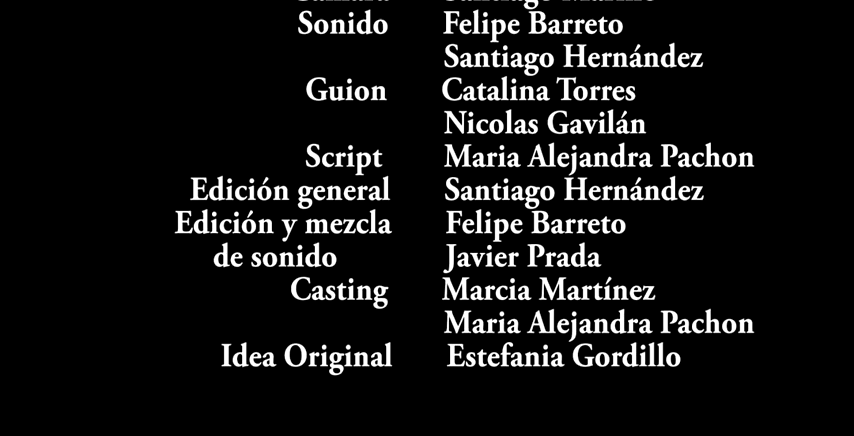 Sonido Felipe Barreto
Santiago Hernández
Guion Catalina Torres
Nicolas Gavilán
Script Maria Alejandra Pachon
Edición general Santiago Hernández
Edición y mezcla Felipe Barreto
de sonido Javier Prada
Casting Marcia Martínez
Maria Alejandra Pachon
Idea Original Estefania Gordillo